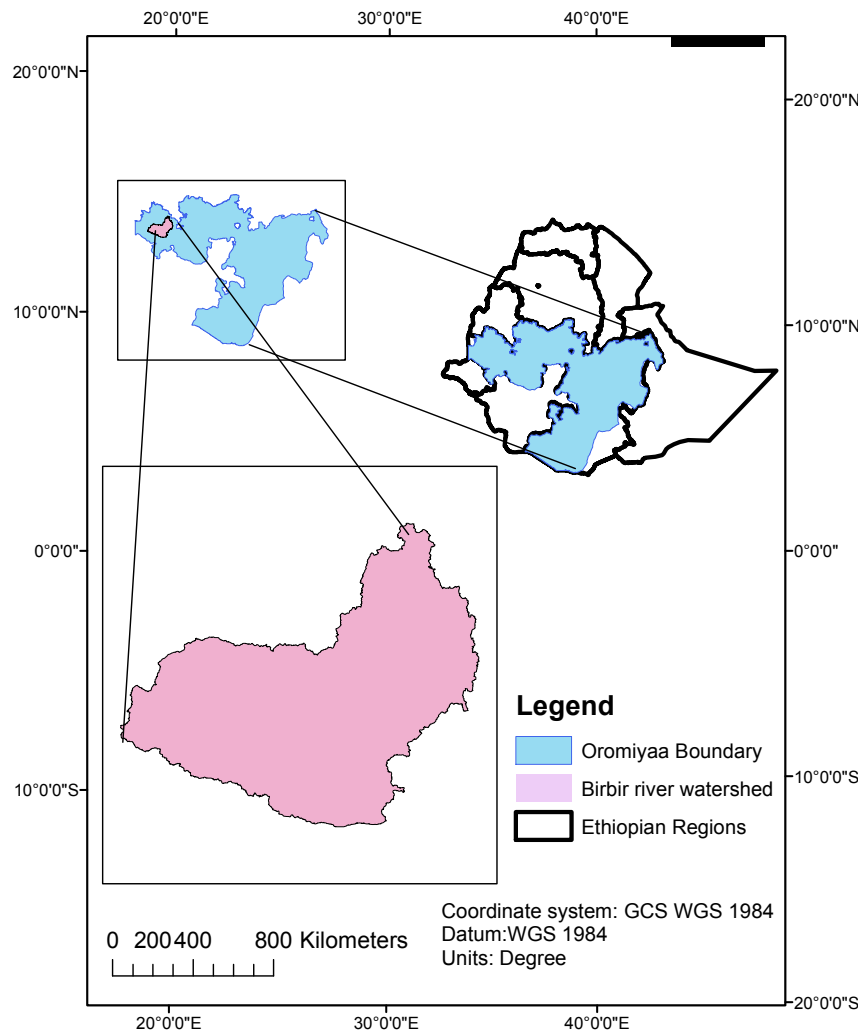 20°0'0"E 30°0'0"E 40°0'0"E
20°0'0"N
20°0'0"N
10°0'0"N
10°0'0"N
0°0'0"
0°0'0"
Legend
Oromiyaa Boundary
Birbir river watershed
Ethiopian Regions
10°0'0"S
10°0'0"S
Coordinate system: GCS WGS 1984
Datum:WGS 1984
Units: Degree
0 200 400 800 Kilometers
20°0'0"S
20°0'0"E 30°0'0"E 40°0'0"E